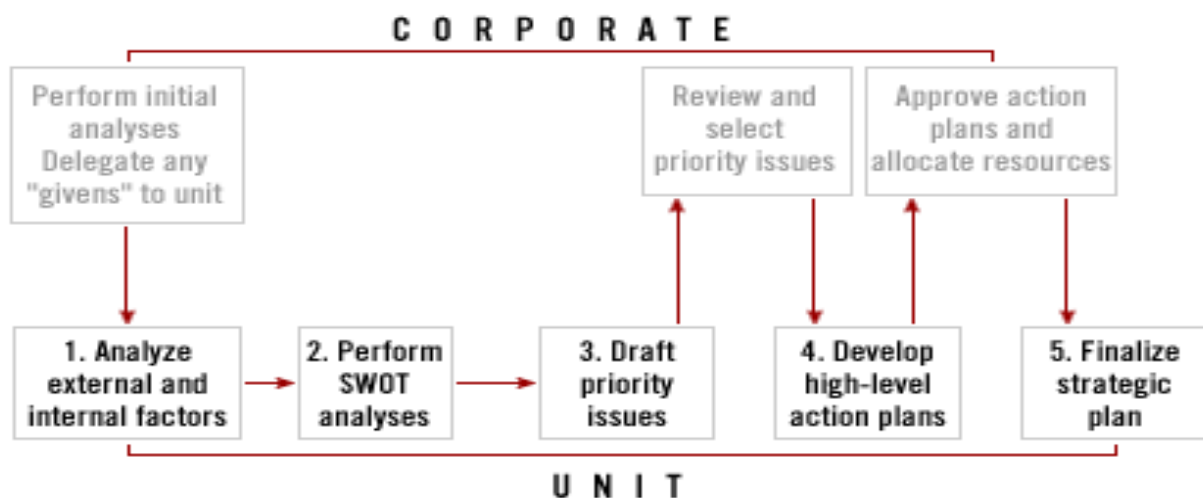 CORPORATE
Perform initial
analyses
Delegate any
"givens" to unit
Review and
select
priority issues
Approve action
plans and
allocate resources
1. Analyze
external and
internal factors
2. Perform
SWOT
analyses
3. Draft
priority
issues
4. Develop
high-level
action plans
5. Finalize
strategic
plan
UNIT